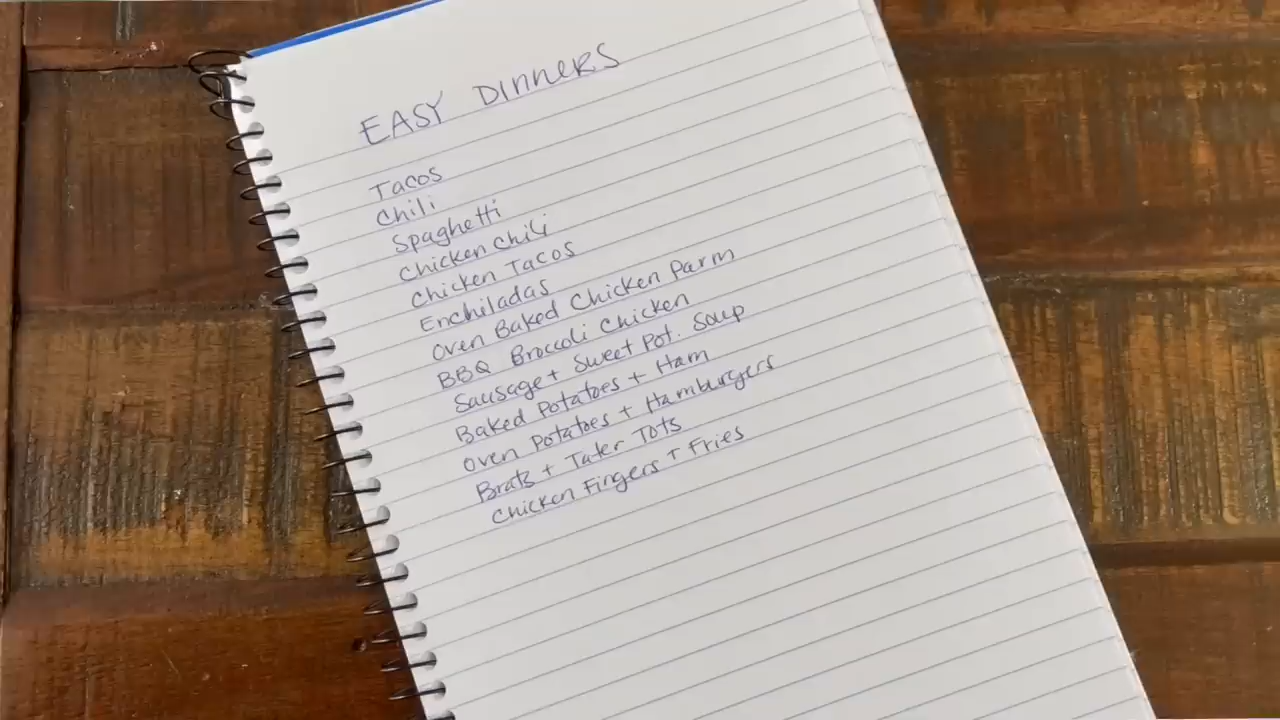 EASY DINNERS
Tacos
Chili
Spaghetti
Chicken Chili
Chicken Tacos
Enchiladas
Oven Baked Chicken Parm
BBQ Broccoli Chicken
Sausage + Sweet Pot. Soup
Baked Potatoes + Ham
Oven Potatoes + Hamburgers
Brats + Tater Tots
Chicken Fingers + Fries